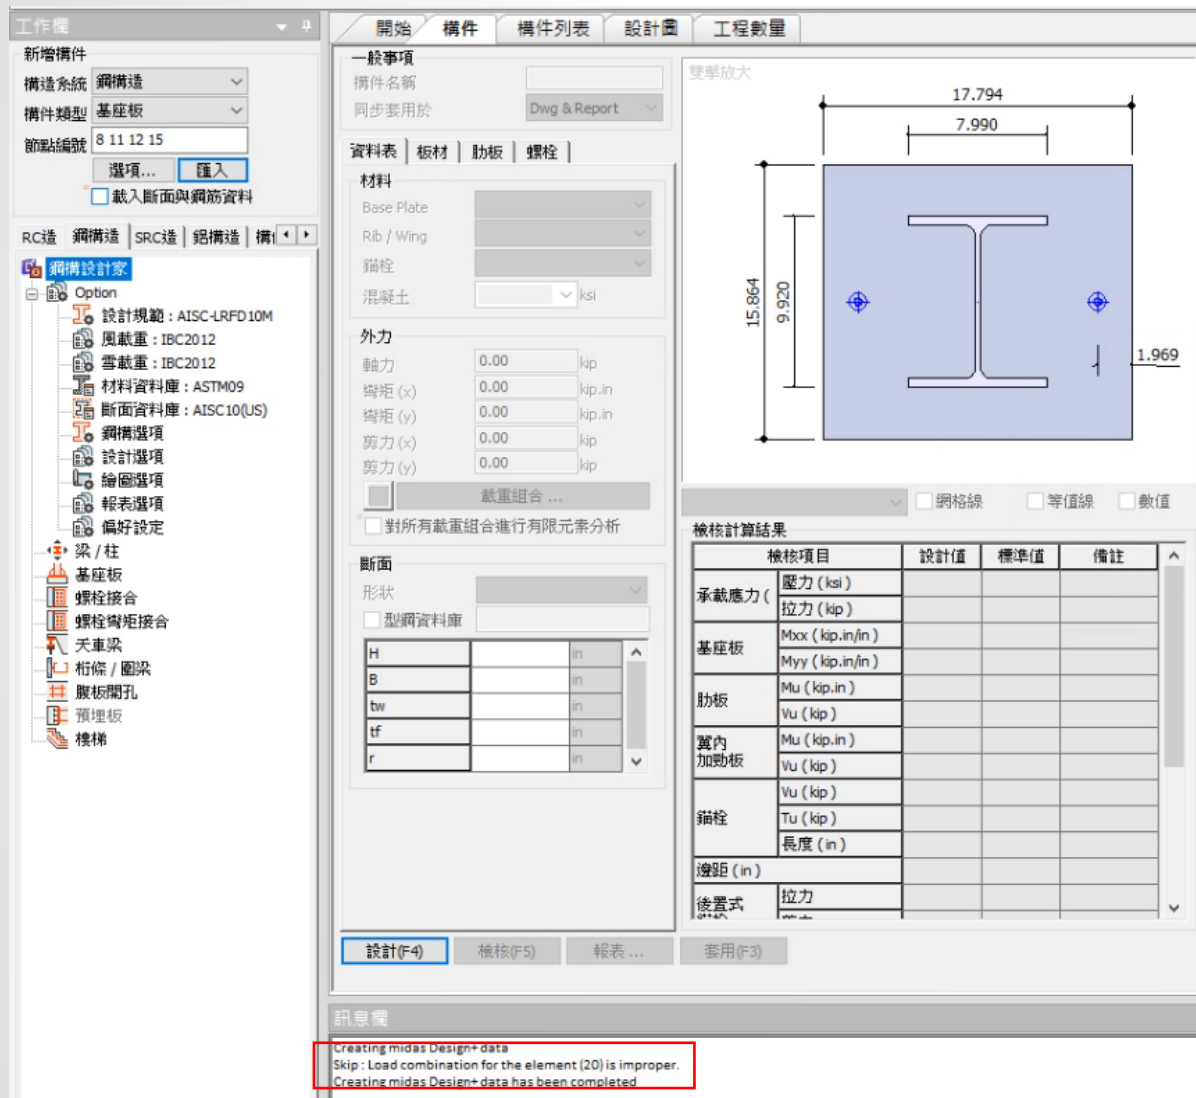 工作欄
新增構件
構造系統 鋼構造
構件類型 基座板
節點編號 8 11 12 15
選項... 匯入
載入斷面與鋼筋資料
RC造 鋼構造 SRC造 鋁構造
鋼構設計家
Option
設計規範 : AISC-LRFD10M
風載重 : IBC2012
雪載重 : IBC2012
材料資料庫 : ASTM09
斷面資料庫 : AISC10(US)
鋼構選項
設計選項
繪圖選項
報表選項
偏好設定
梁 / 柱
基座板
螺栓接合
螺栓彎矩接合
天車梁
桁條 / 圍梁
腹板開孔
預埋板
樓梯
開始 構件 構件列表 設計圖 工程數量
一般事項
構件名稱
同步套用於 Dwg & Report
資料表 板材 肋板 螺栓
材料
Base Plate
Rib / Wing
錨栓
混凝土 ksi
外力
軸力 0.00 kip
彎矩 (x) 0.00 kip.in
彎矩 (y) 0.00 kip.in
剪力 (x) 0.00 kip
剪力 (y) 0.00 kip
載重組合 ...
對所有載重組合進行有限元素分析
斷面
形狀
型鋼資料庫
H in
B in
tw in
tf in
r in
設計(F4) 檢核(F5) 報表 ... 套用(F3)
雙擊放大
17.794
7.990
15.864
9.920
1.969
網格線 等值線 數值
檢核計算結果
檢核項目 設計值 標準值 備註
承載應力 ( 壓力 ( ksi )
拉力 ( kip )
基座板 Mxx ( kip.in/in )
Myy ( kip.in/in )
肋板 Mu ( kip.in )
Vu ( kip )
翼內
加勁板 Mu ( kip.in )
Vu ( kip )
錨栓 Vu ( kip )
Tu ( kip )
長度 ( in )
邊距 ( in )
後置式 拉力
訊息欄
Creating midas Design+ data
Skip : Load combination for the element (20) is improper.
Creating midas Design+ data has been completed